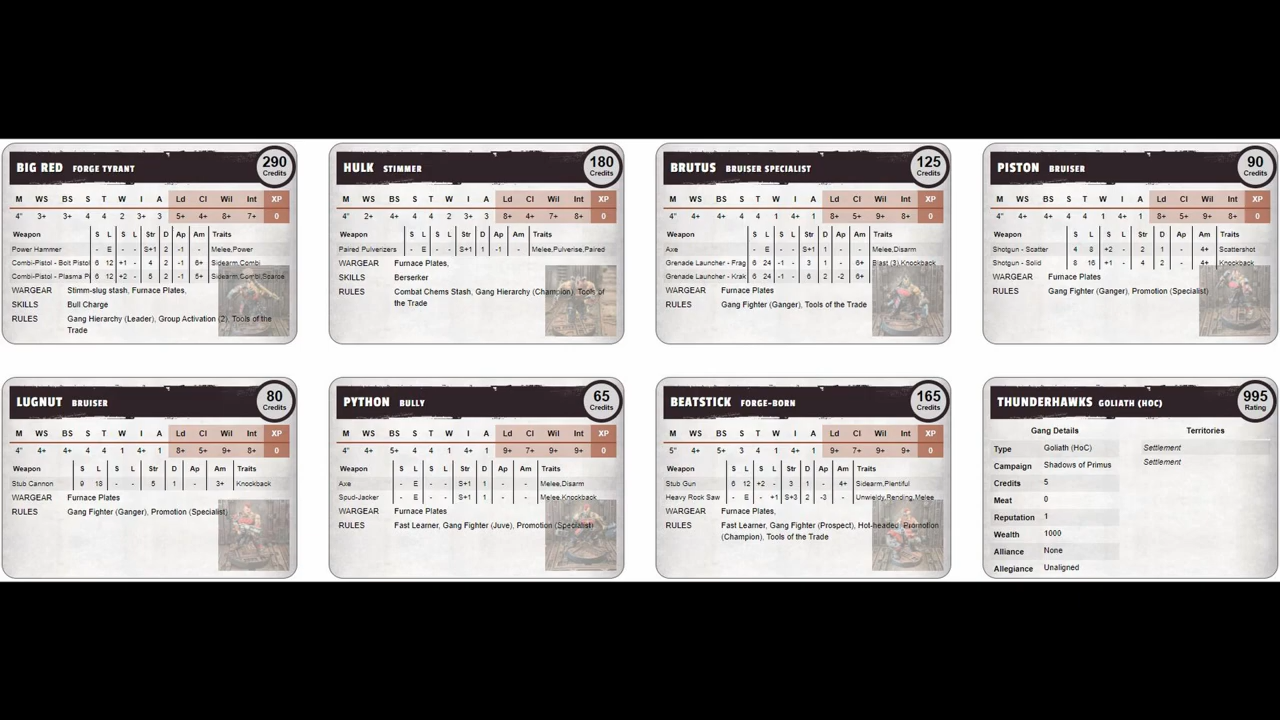 BIG RED FORGE TYRANT 290 Credits
M WS BS S T W I A Ld Cl Wil Int XP
4" 3+ 3+ 4 4 2 3+ 3 5+ 4+ 8+ 7+ 0
Weapon S L S L Str D Ap Am Traits
Power Hammer - E - - S+1 2 -1 - Melee,Power
Combi-Pistol - Bolt Pistol 6 12 +1 - 4 2 -1 6+ Sidearm,Combi
Combi-Pistol - Plasma P 6 12 +2 - 5 2 -1 5+ Sidearm,Combi,Scarce
WARGEAR Stimm-slug stash, Furnace Plates,
SKILLS Bull Charge
RULES Gang Hierarchy (Leader), Group Activation (2), Tools of the
Trade
HULK STIMMER 180 Credits
M WS BS S T W I A Ld Cl Wil Int XP
4" 2+ 4+ 4 4 2 3+ 3 8+ 4+ 7+ 8+ 0
Weapon S L S L Str D Ap Am Traits
Paired Pulverizers - E - - S+1 1 -1 - Melee,Pulverise,Paired
WARGEAR Furnace Plates,
SKILLS Berserker
RULES Combat Chems Stash, Gang Hierarchy (Champion), Tools of
the Trade
BRUTUS BRUISER SPECIALIST 125 Credits
M WS BS S T W I A Ld Cl Wil Int XP
4" 4+ 4+ 4 4 1 4+ 1 8+ 5+ 9+ 8+ 0
Weapon S L S L Str D Ap Am Traits
Axe - E - - S+1 1 - - Melee,Disarm
Grenade Launcher - Frag 6 24 -1 - 3 1 - 6+ Blast (3),Knockback
Grenade Launcher - Krak 6 24 -1 - 6 2 -2 6+
WARGEAR Furnace Plates
RULES Gang Fighter (Ganger), Tools of the Trade
PISTON BRUISER 90 Credits
M WS BS S T W I A Ld Cl Wil Int XP
4" 4+ 4+ 4 4 1 4+ 1 8+ 5+ 9+ 8+ 0
Weapon S L S L Str D Ap Am Traits
Shotgun - Scatter 4 8 +2 - 2 1 - 4+ Scattershot
Shotgun - Solid 8 16 +1 - 4 2 - 4+ Knockback
WARGEAR Furnace Plates
RULES Gang Fighter (Ganger), Promotion (Specialist)
LUGNUT BRUISER 80 Credits
M WS BS S T W I A Ld Cl Wil Int XP
4" 4+ 4+ 4 4 1 4+ 1 8+ 5+ 9+ 8+ 0
Weapon S L S L Str D Ap Am Traits
Stub Cannon 9 18 - - 5 1 - 3+ Knockback
WARGEAR Furnace Plates
RULES Gang Fighter (Ganger), Promotion (Specialist)
PYTHON BULLY 65 Credits
M WS BS S T W I A Ld Cl Wil Int XP
4" 4+ 5+ 4 4 1 4+ 1 9+ 7+ 9+ 9+ 0
Weapon S L S L Str D Ap Am Traits
Axe - E - - S+1 1 - - Melee,Disarm
Spud-Jacker - E - - S+1 1 - - Melee,Knockback
WARGEAR Furnace Plates
RULES Fast Learner, Gang Fighter (Juve), Promotion (Specialist)
BEATSTICK FORGE-BORN 165 Credits
M WS BS S T W I A Ld Cl Wil Int XP
5" 4+ 5+ 3 4 1 4+ 1 9+ 7+ 9+ 9+ 0
Weapon S L S L Str D Ap Am Traits
Stub Gun 6 12 +2 - 3 1 - 4+ Sidearm,Plentiful
Heavy Rock Saw - E - +1 S+3 2 -3 - Unwieldy,Rending,Melee
WARGEAR Furnace Plates,
RULES Fast Learner, Gang Fighter (Prospect), Hot-headed, Promotion
(Champion), Tools of the Trade
THUNDERHAWKS GOLIATH (HOC) 995 Rating
Gang Details Territories
Type Goliath (HoC) Settlement
Campaign Shadows of Primus Settlement
Credits 5
Meat 0
Reputation 1
Wealth 1000
Alliance None
Allegiance Unaligned